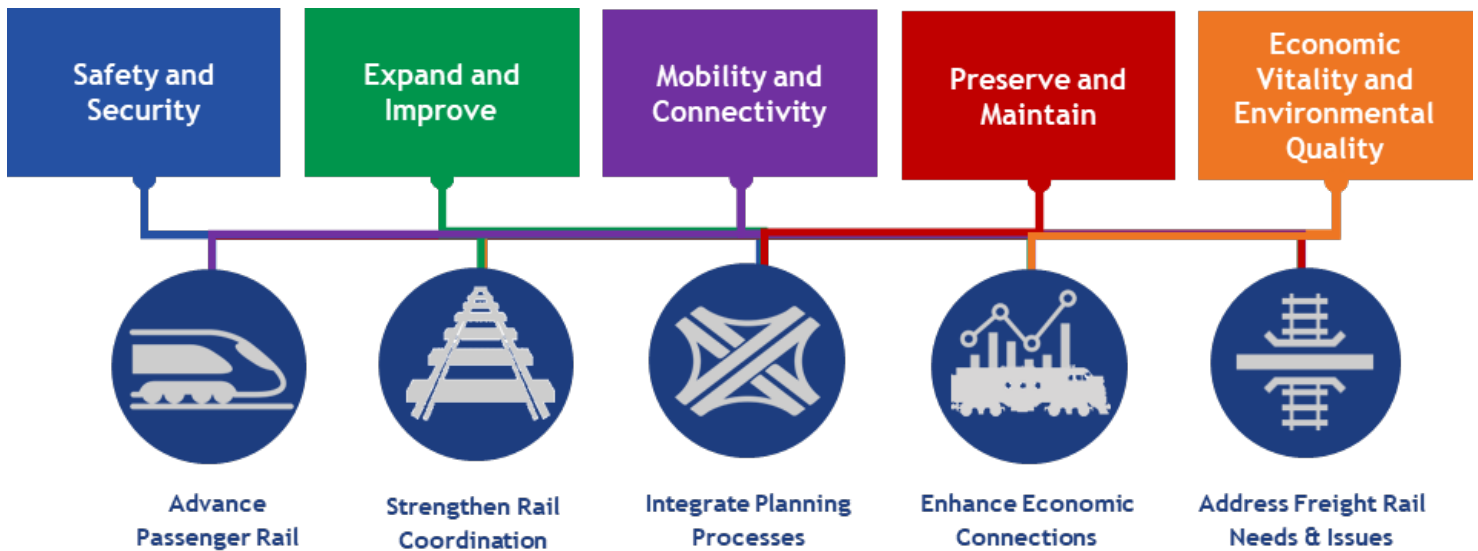 Safety and
Security
Expand and
Improve
Mobility and
Connectivity
Preserve and
Maintain
Economic
Vitality and
Environmental
Quality
Advance
Passenger Rail
Strengthen Rail
Coordination
Integrate Planning
Processes
Enhance Economic
Connections
Address Freight Rail
Needs & Issues